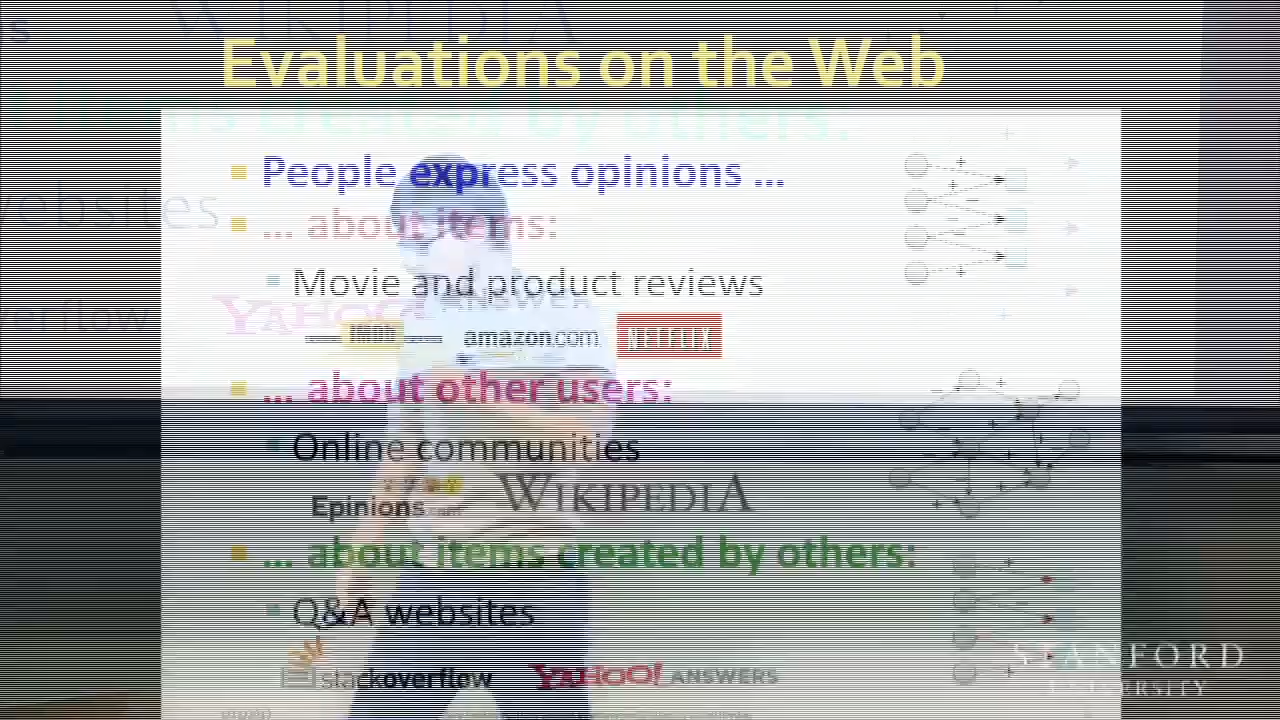 Evaluations on the Web
People express opinions ...
... about items:
Movie and product reviews
IMDb amazon.com NETFLIX
... about other users:
Online communities
Epinions.com WIKIPEDIA
... about items created by others:
Q&A websites
stackoverflow YAHOO! ANSWERS
STANFORD
UNIVERSITY